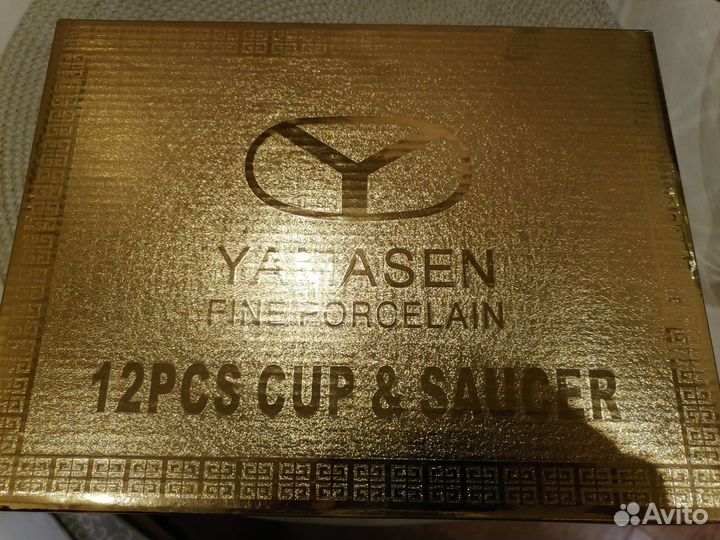 Y
YAMASEN
FINE PORCELAIN
12PCS CUP & SAUCER
Avito